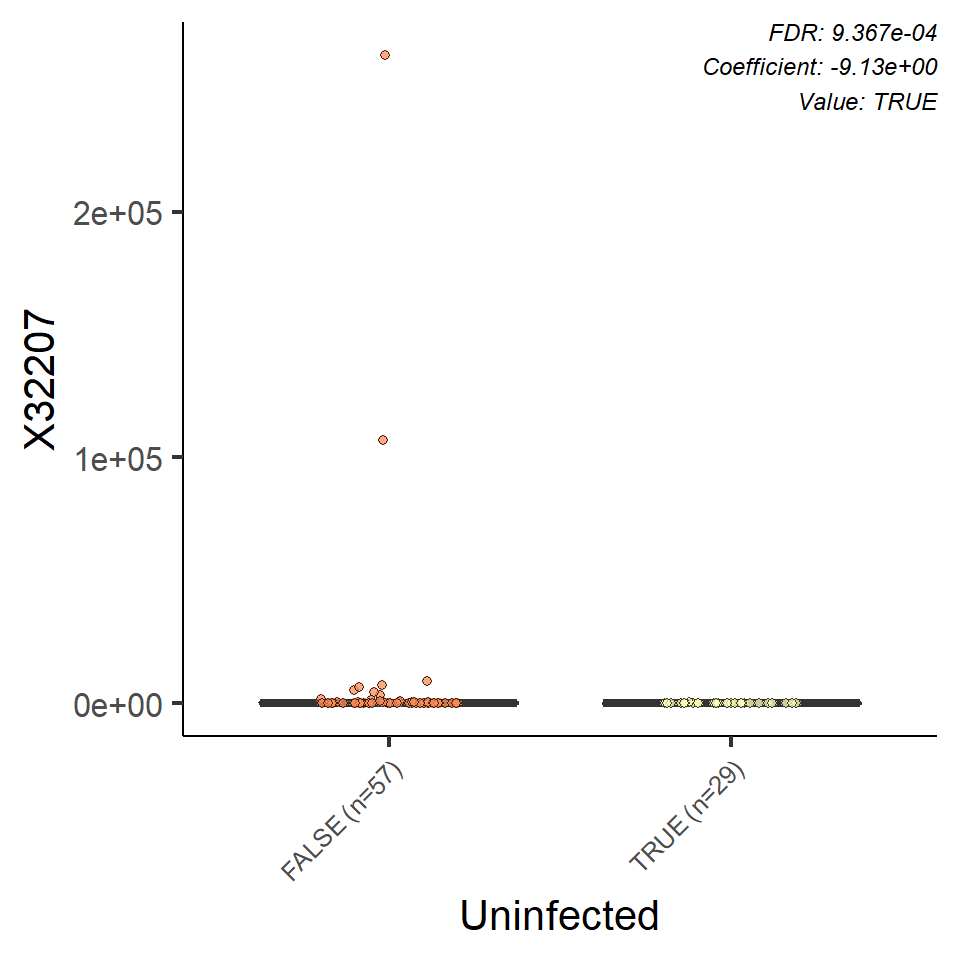 FDR: 9.367e-04
Coefficient: -9.13e+00
Value: TRUE
2e+05
1e+05
0e+00
X32207
FALSE (n=57)
TRUE (n=29)
Uninfected